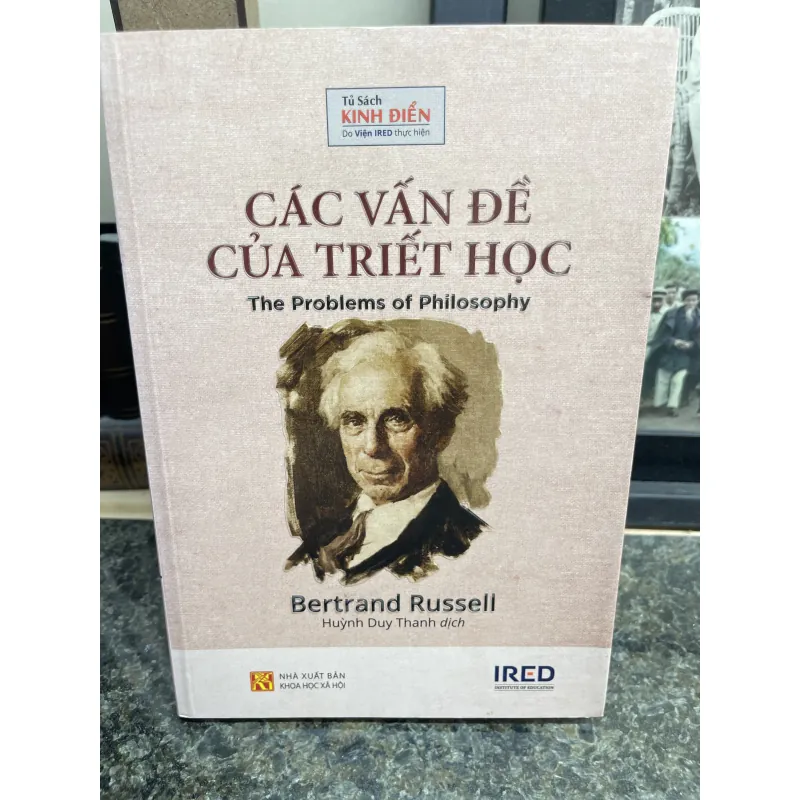 Tủ Sách
KINH ĐIỂN
Do Viện IRED thực hiện
CÁC VẤN ĐỀ
CỦA TRIẾT HỌC
The Problems of Philosophy
Bertrand Russell
Huỳnh Duy Thanh dịch
NHÀ XUẤT BẢN
KHOA HỌC XÃ HỘI
IRED
INSTITUTE OF EDUCATION